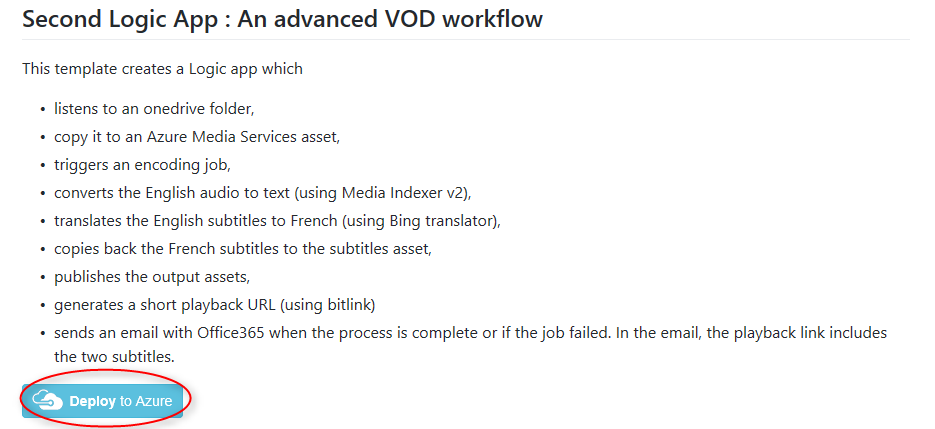 Second Logic App : An advanced VOD workflow
This template creates a Logic app which
• listens to an onedrive folder,
• copy it to an Azure Media Services asset,
• triggers an encoding job,
• converts the English audio to text (using Media Indexer v2),
• translates the English subtitles to French (using Bing translator),
• copies back the French subtitles to the subtitles asset,
• publishes the output assets,
• generates a short playback URL (using bitlink)
• sends an email with Office365 when the process is complete or if the job failed. In the email, the playback link includes
the two subtitles.
Deploy to Azure